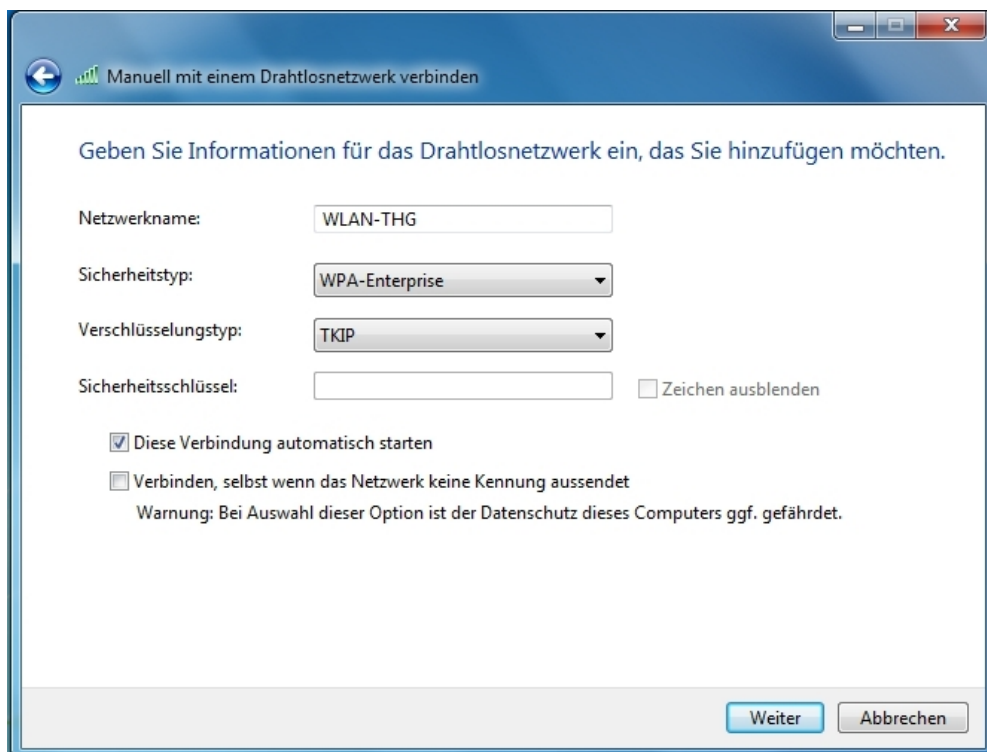 Manuell mit einem Drahtlosnetzwerk verbinden
Geben Sie Informationen für das Drahtlosnetzwerk ein, das Sie hinzufügen möchten.
Netzwerkname: WLAN-THG
Sicherheitstyp: WPA-Enterprise
Verschlüsselungstyp: TKIP
Sicherheitsschlüssel: Zeichen ausblenden
Diese Verbindung automatisch starten
Verbinden, selbst wenn das Netzwerk keine Kennung aussendet
Warnung: Bei Auswahl dieser Option ist der Datenschutz dieses Computers ggf. gefährdet.
Weiter Abbrechen